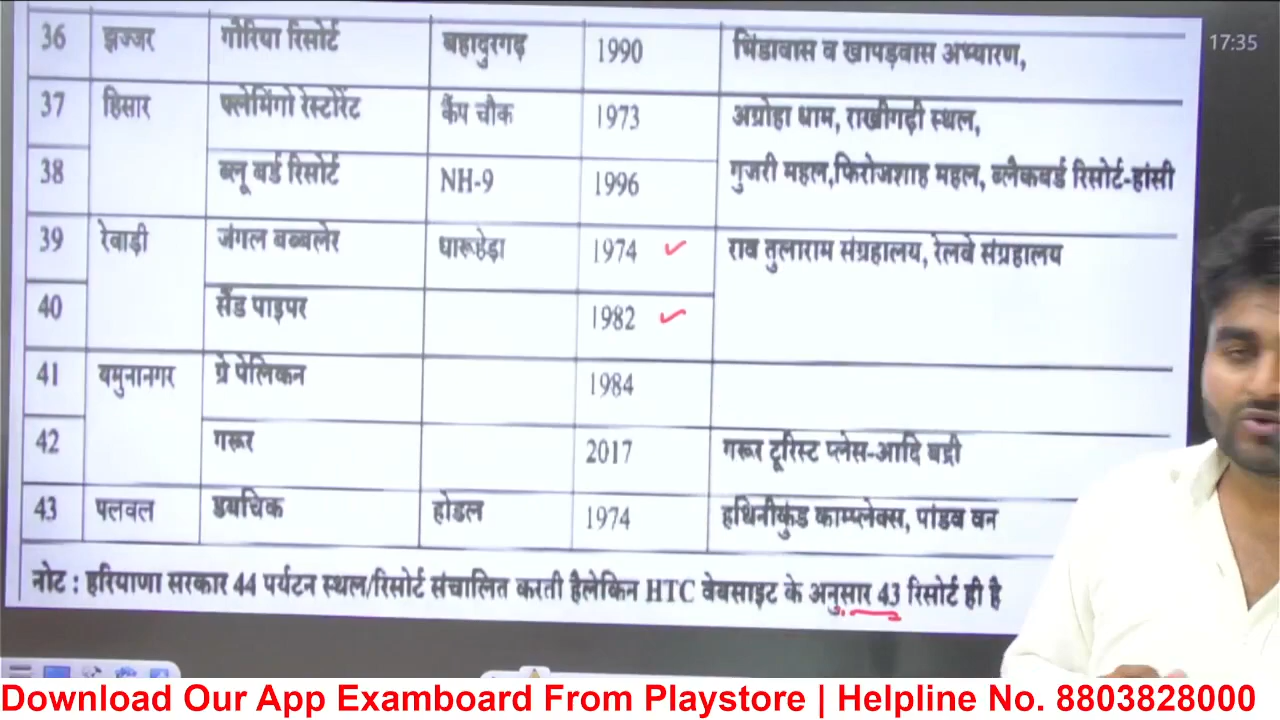 17:35
36 झज्जर गौरिया रिसोर्ट बहादुरगढ़ 1990 भिंडावास व खापड़वास अभ्यारण,
37 हिसार फ्लेमिंगो रेस्टोरेंट कैंप चौक 1973 अग्रोहा धाम, राखीगढ़ी स्थल,
38 ब्लू बर्ड रिसोर्ट NH-9 1996 गुजरी महल,फिरोजशाह महल, ब्लैकबर्ड रिसोर्ट-हांसी
39 रेवाड़ी जंगल बब्बलेर धारूहेड़ा 1974 राव तुलाराम संग्रहालय, रेलवे संग्रहालय
40 सैंड पाइपर 1982
41 यमुनानगर ग्रे पेलिकन 1984
42 गरूर 2017 गरूर टूरिस्ट प्लेस-आदि बद्री
43 पलवल डबचिक होडल 1974 हथिनीकुंड काम्प्लेक्स, पांडव वन
नोट : हरियाणा सरकार 44 पर्यटन स्थल/रिसोर्ट संचालित करती हैलेकिन HTC वेबसाइट के अनुसार 43 रिसोर्ट ही है
Download Our App Examboard From Playstore | Helpline No. 8803828000